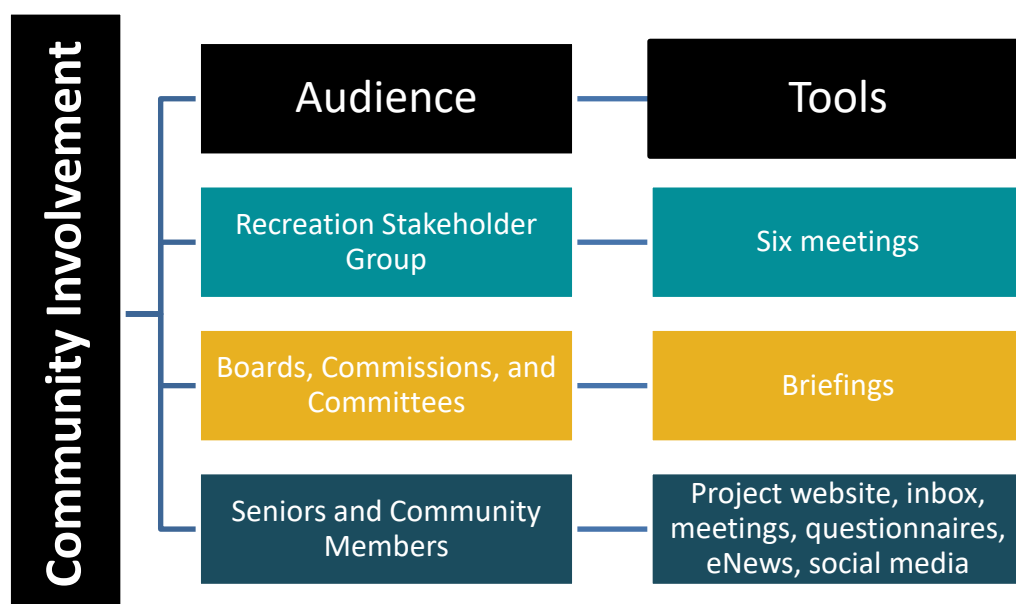 Community Involvement
Audience
Tools
Recreation Stakeholder
Group
Six meetings
Boards, Commissions, and
Committees
Briefings
Seniors and Community
Members
Project website, inbox,
meetings, questionnaires,
eNews, social media